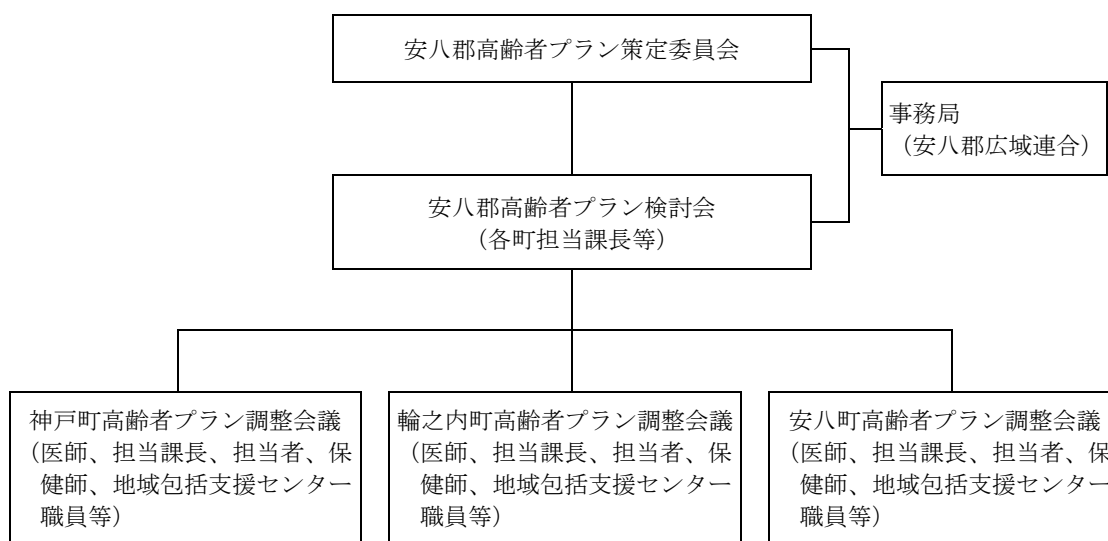 安八郡高齢者プラン策定委員会
事務局
（安八郡広域連合）
安八郡高齢者プラン検討会
（各町担当課長等）
神戸町高齢者プラン調整会議
（医師、担当課長、担当者、保
健師、地域包括支援センター
職員等）
輪之内町高齢者プラン調整会議
（医師、担当課長、担当者、保
健師、地域包括支援センター
職員等）
安八町高齢者プラン調整会議
（医師、担当課長、担当者、保
健師、地域包括支援センター
職員等）